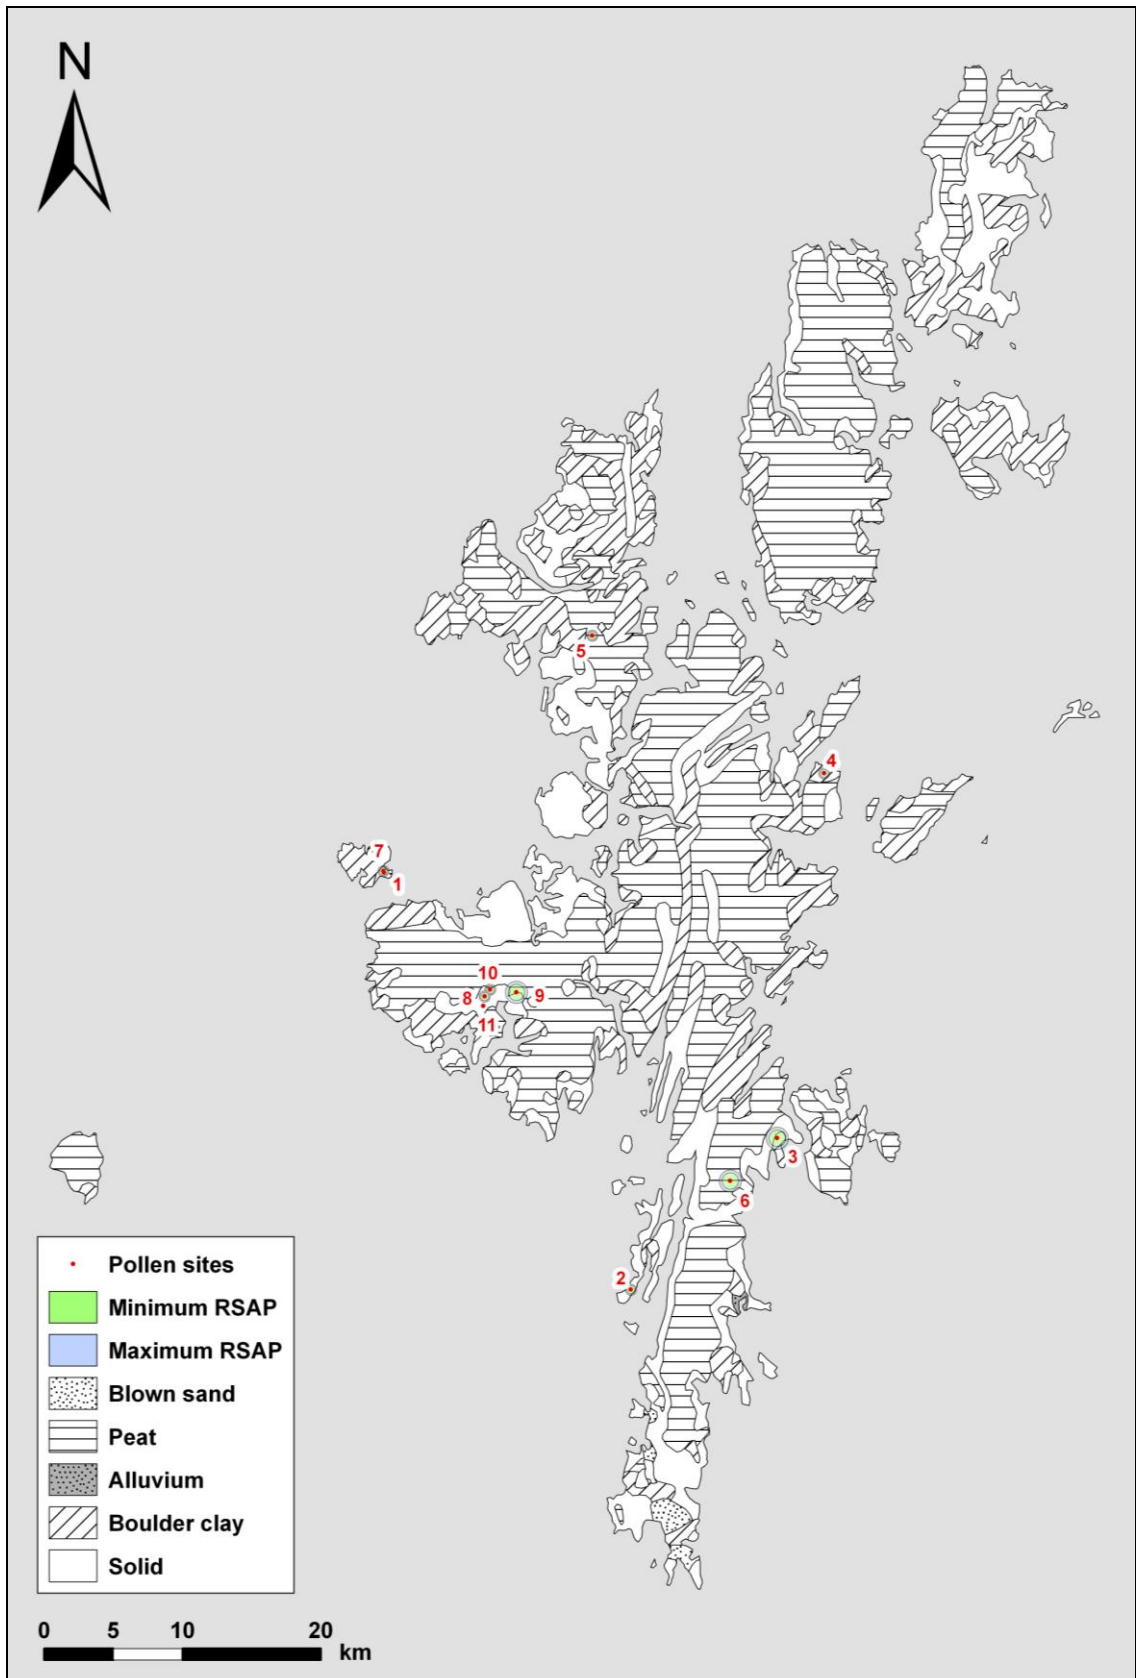 N
5
4
7
1
10
8
9
11
3
6
2
Pollen sites
Minimum RSAP
Maximum RSAP
Blown sand
Peat
Alluvium
Boulder clay
Solid
0 5 10 20
km